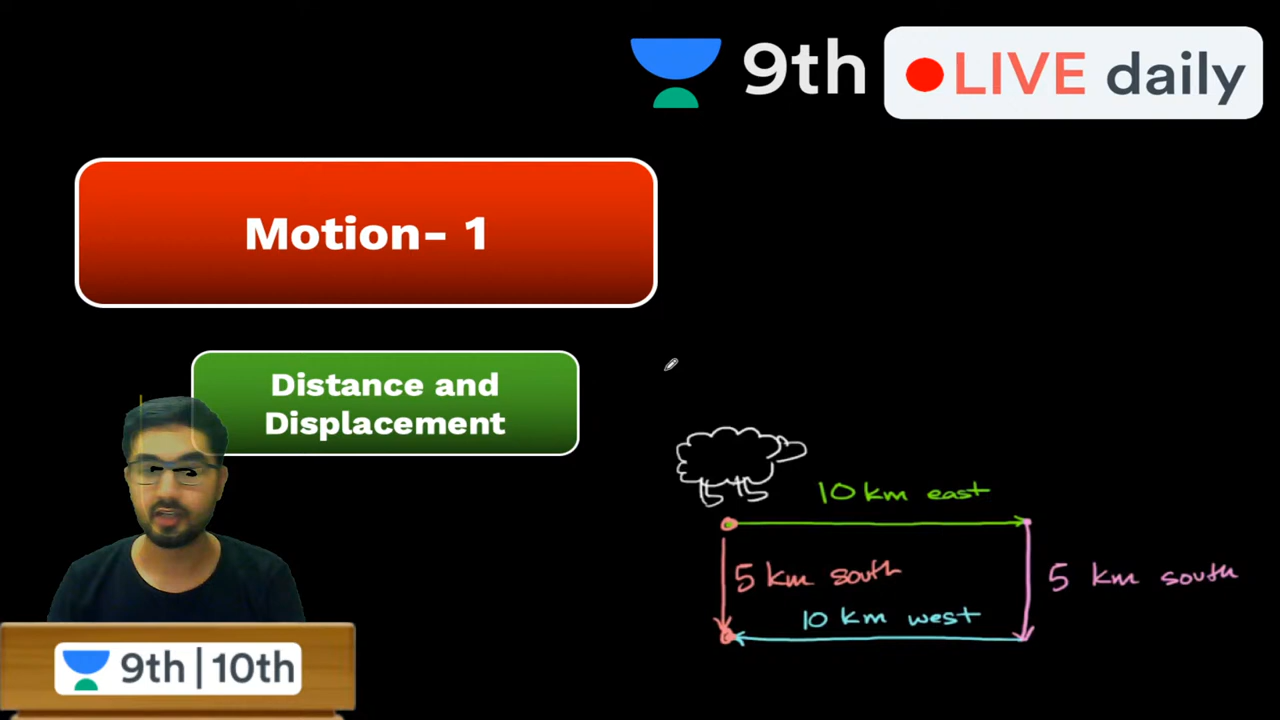 9th LIVE daily
Motion- 1
Distance and
Displacement
10 km east
5 km south
5 km south
10 km west
9th | 10th